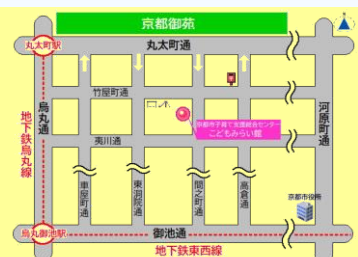 京都御苑
丸太町駅
丸太町通
竹屋町通
京都市子育て支援総合センター
こどもみらい館
夷川通
烏丸通
地下鉄烏丸線
河原町通
車屋町通
東洞院通
間之町通
高倉通
京都市役所
烏丸御池駅
御池通
地下鉄東西線